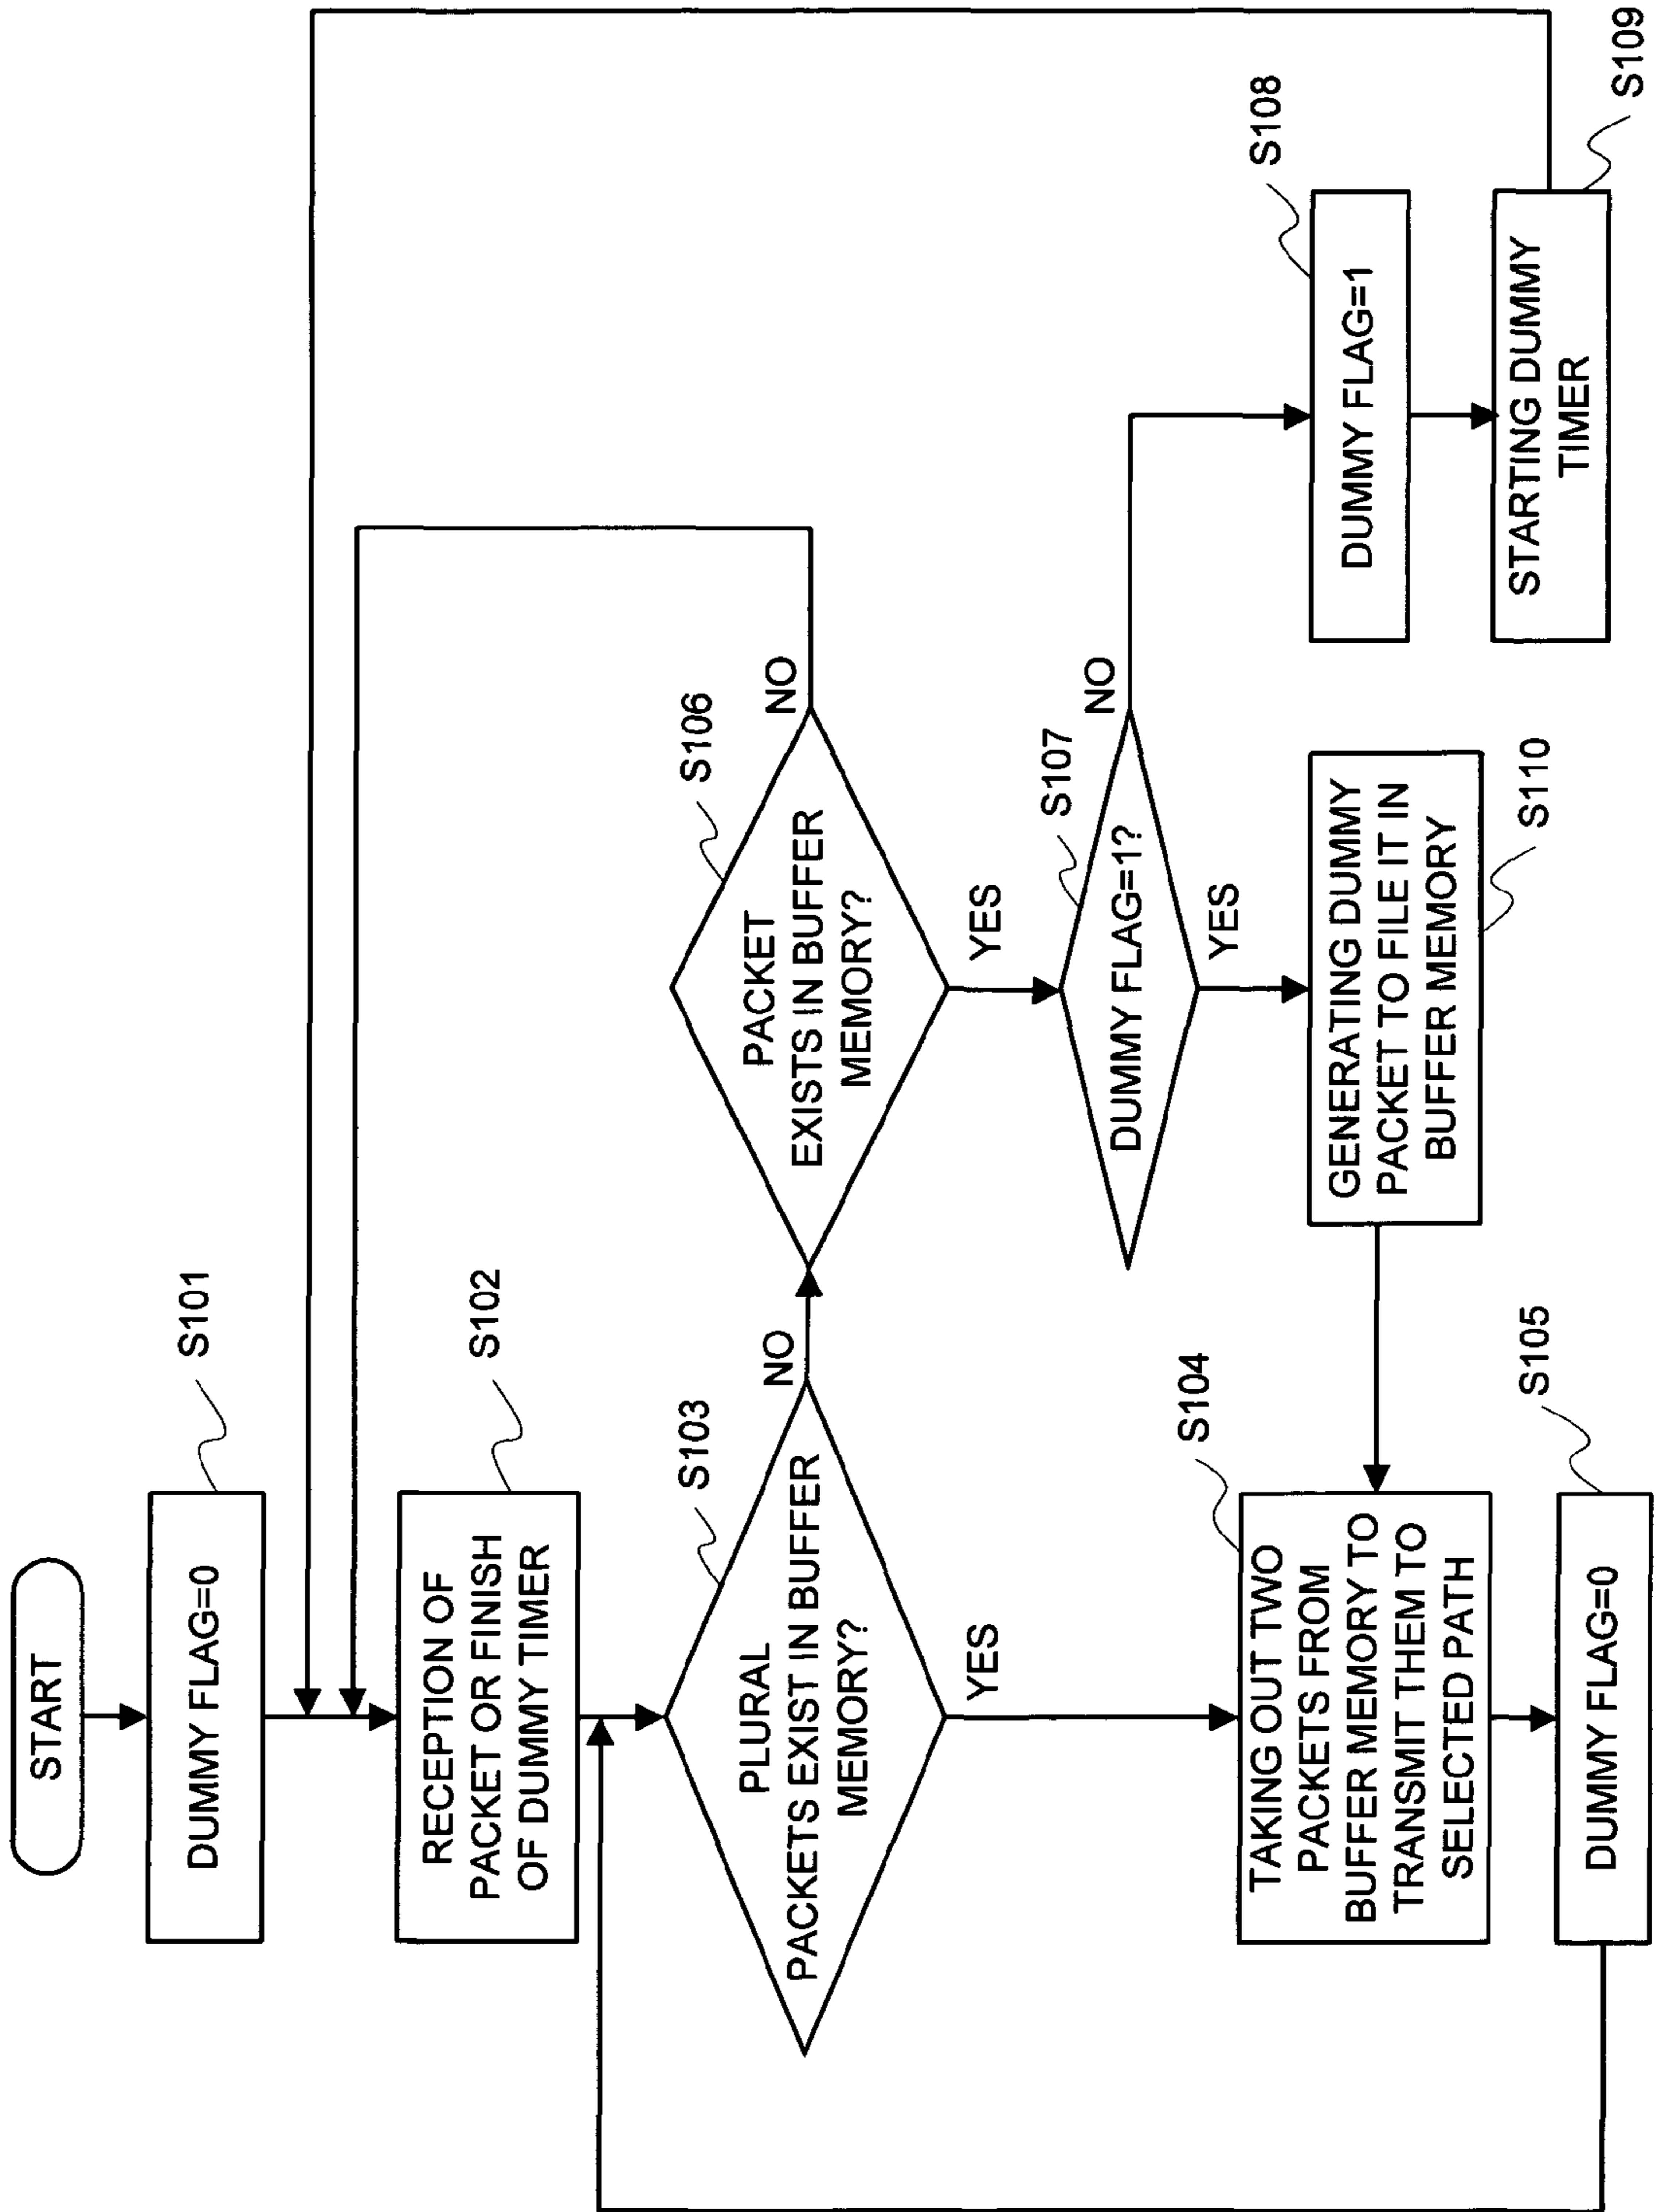 START
DUMMY FLAG=0
S101
RECEPTION OF
PACKET OR FINISH
OF DUMMY TIMER
S102
PLURAL
PACKETS EXIST IN BUFFER
MEMORY?
S103
NO
YES
PACKET
EXISTS IN BUFFER
MEMORY?
S106
NO
YES
DUMMY FLAG=1?
S107
NO
YES
DUMMY FLAG=1
S108
STARTING DUMMY
TIMER
S109
GENERATING DUMMY
PACKET TO FILE IT IN
BUFFER MEMORY
S110
TAKING OUT TWO
PACKETS FROM
BUFFER MEMORY TO
TRANSMIT THEM TO
SELECTED PATH
S104
DUMMY FLAG=0
S105